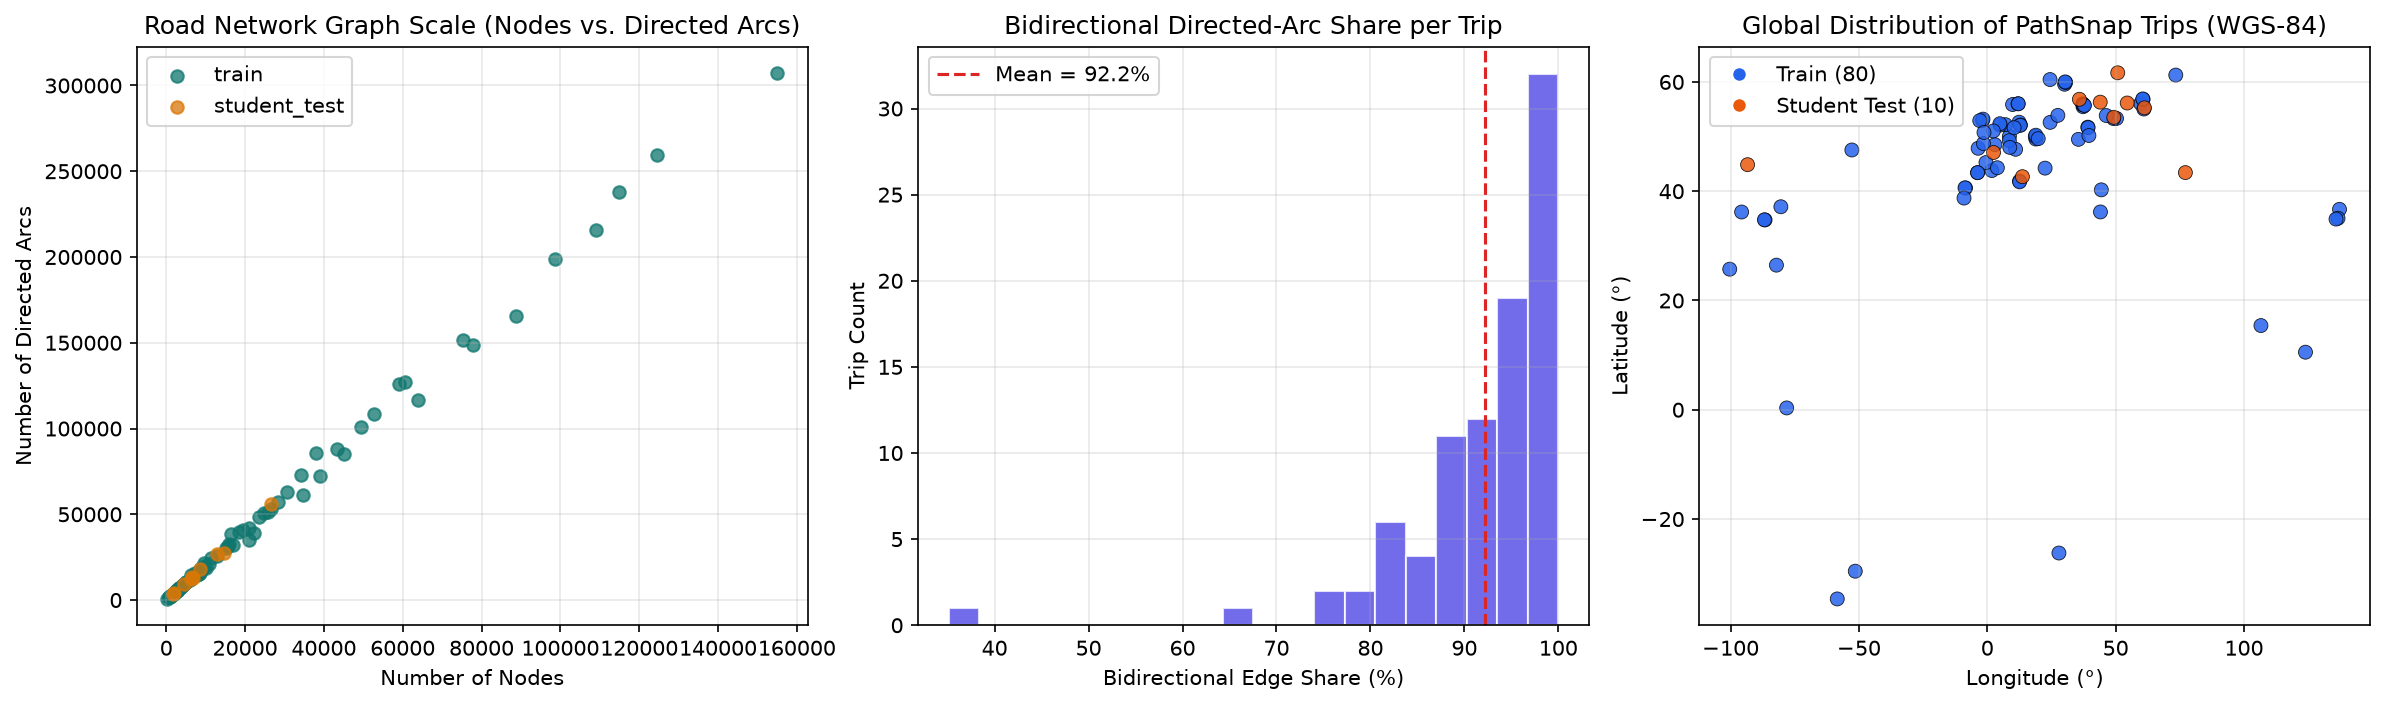 Road Network Graph Scale (Nodes vs. Directed Arcs)
train
student_test
300000
250000
200000
150000
100000
50000
0
0 20000 40000 60000 80000 100000 120000 140000 160000
Number of Directed Arcs
Number of Nodes
Bidirectional Directed-Arc Share per Trip
Mean = 92.2%
30
25
20
15
10
5
0
40 50 60 70 80 90 100
Trip Count
Bidirectional Edge Share (%)
Global Distribution of PathSnap Trips (WGS-84)
Train (80)
Student Test (10)
60
40
20
0
−20
−100 −50 0 50 100
Latitude (°)
Longitude (°)